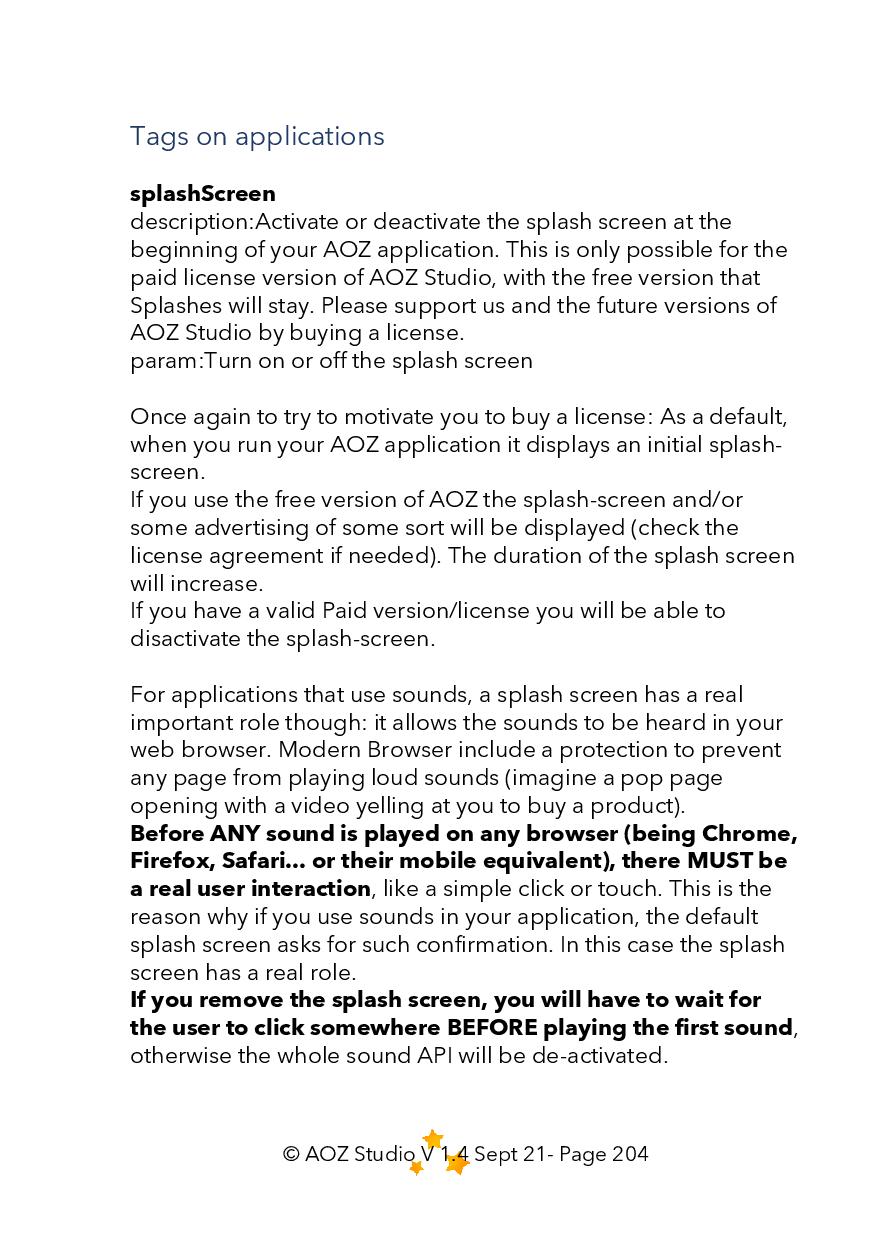 Tags on applications
splashScreen
description:Activate or deactivate the splash screen at the
beginning of your AOZ application. This is only possible for the
paid license version of AOZ Studio, with the free version that
Splashes will stay. Please support us and the future versions of
AOZ Studio by buying a license.
param:Turn on or off the splash screen
Once again to try to motivate you to buy a license: As a default,
when you run your AOZ application it displays an initial splash-
screen.
If you use the free version of AOZ the splash-screen and/or
some advertising of some sort will be displayed (check the
license agreement if needed). The duration of the splash screen
will increase.
If you have a valid Paid version/license you will be able to
disactivate the splash-screen.
For applications that use sounds, a splash screen has a real
important role though: it allows the sounds to be heard in your
web browser. Modern Browser include a protection to prevent
any page from playing loud sounds (imagine a pop page
opening with a video yelling at you to buy a product).
Before ANY sound is played on any browser (being Chrome,
Firefox, Safari... or their mobile equivalent), there MUST be
a real user interaction, like a simple click or touch. This is the
reason why if you use sounds in your application, the default
splash screen asks for such confirmation. In this case the splash
screen has a real role.
If you remove the splash screen, you will have to wait for
the user to click somewhere BEFORE playing the first sound,
otherwise the whole sound API will be de-activated.
© AOZ Studio V 1.4 Sept 21- Page 204